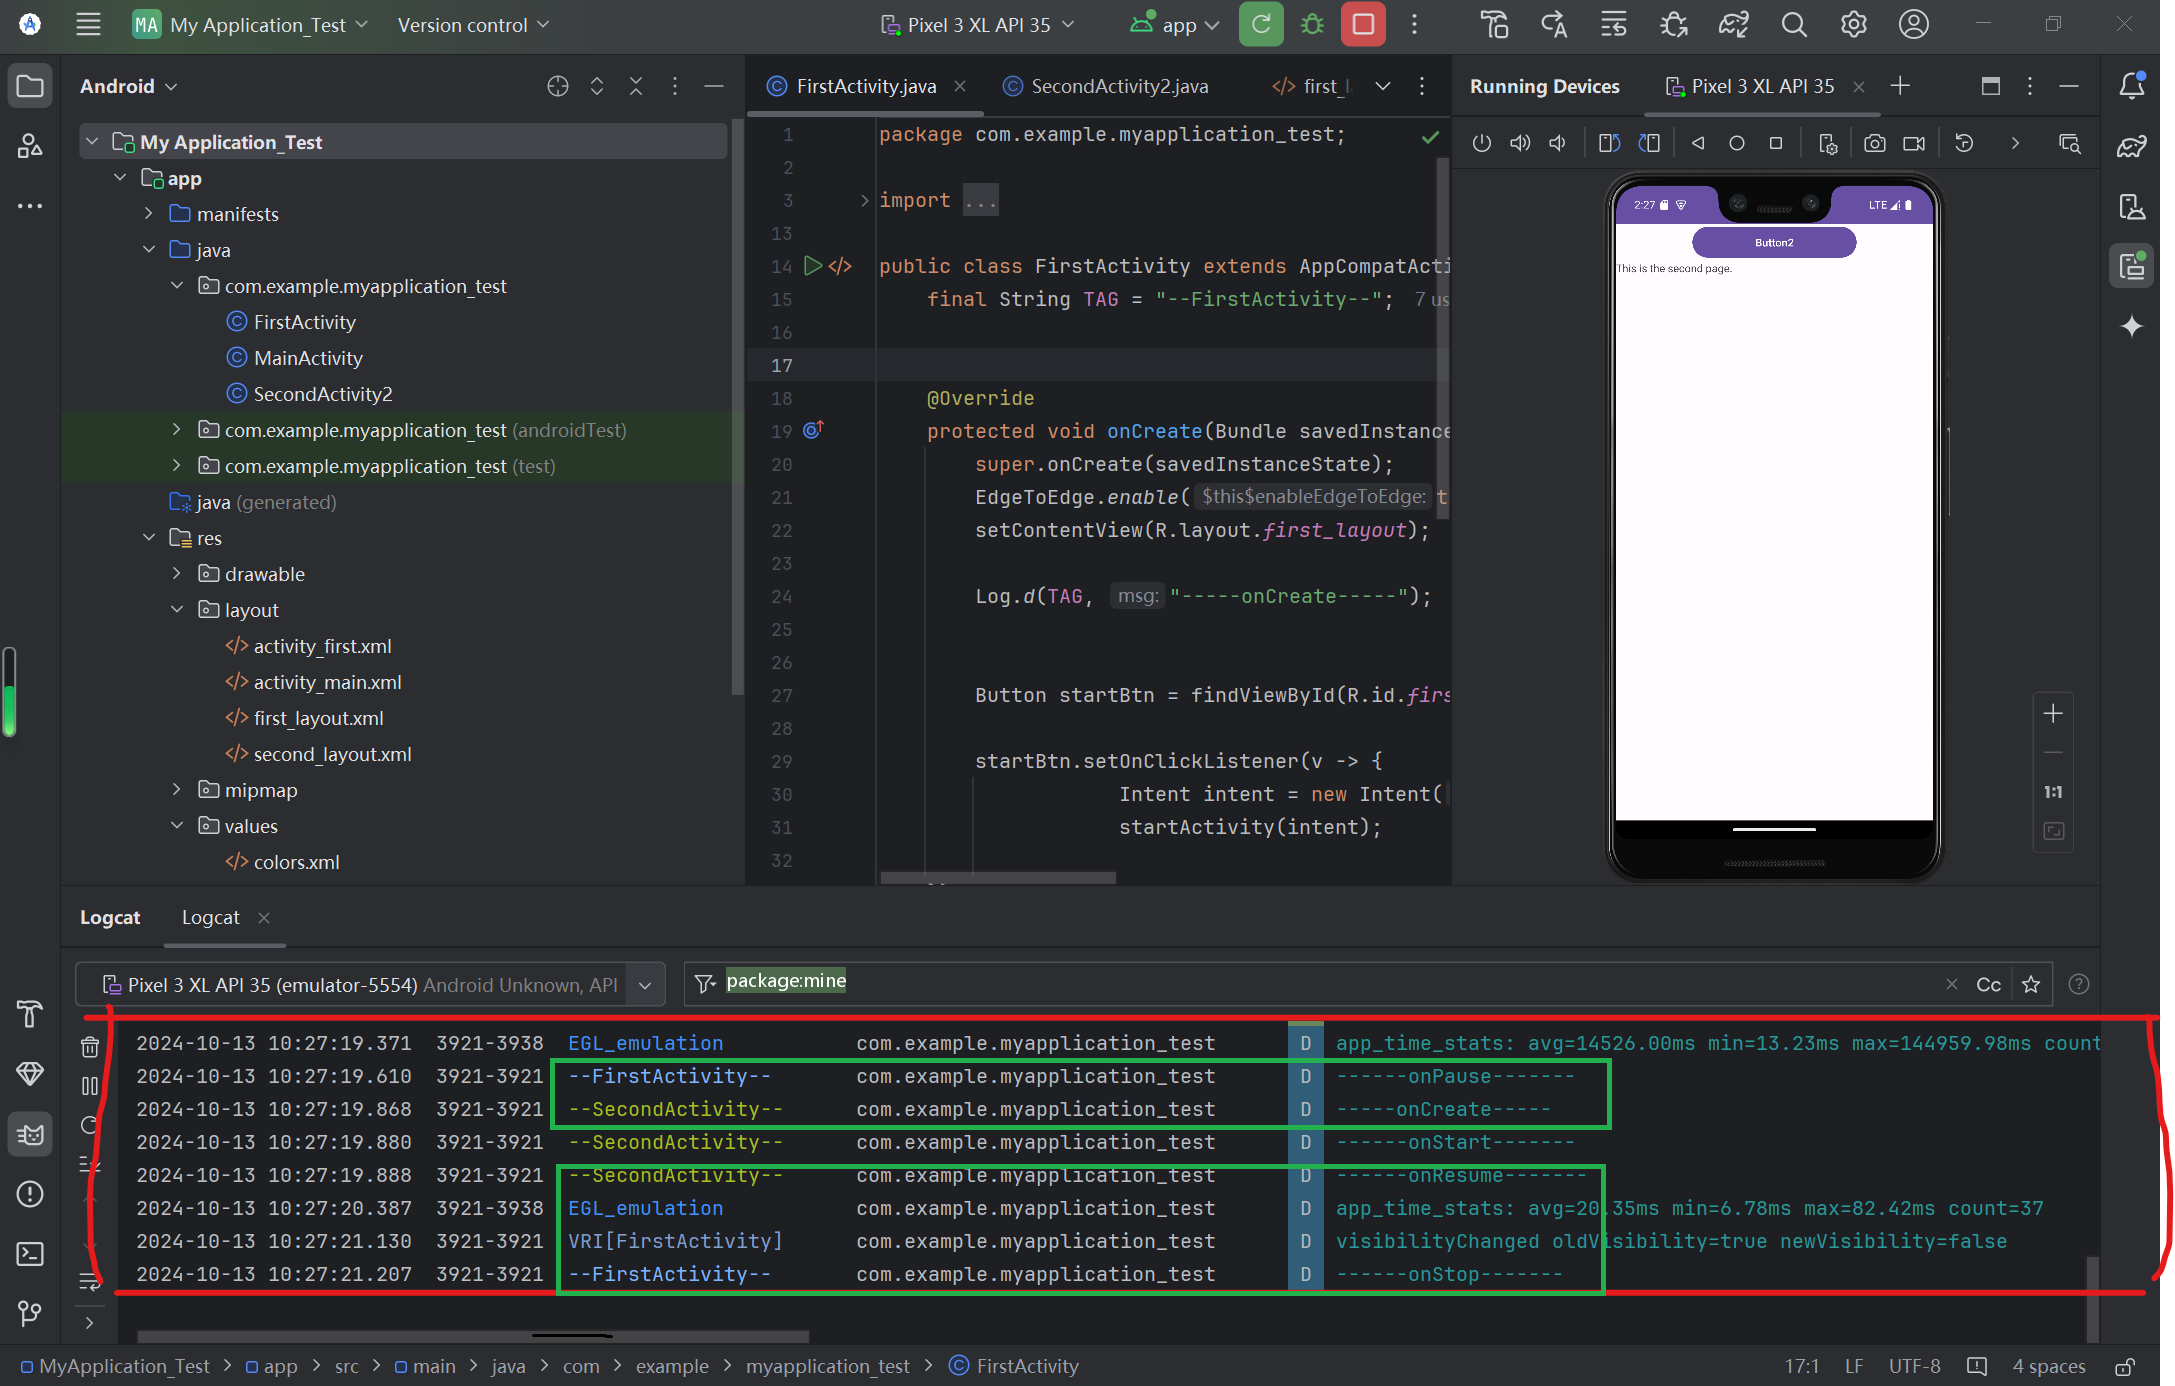 MA My Application_Test Version control Pixel 3 XL API 35 app
Android
FirstActivity.java SecondActivity2.java first_l
Running Devices Pixel 3 XL API 35
My Application_Test
app
manifests
java
com.example.myapplication_test
FirstActivity
MainActivity
SecondActivity2
com.example.myapplication_test (androidTest)
com.example.myapplication_test (test)
java (generated)
res
drawable
layout
activity_first.xml
activity_main.xml
first_layout.xml
second_layout.xml
mipmap
values
colors.xml
1 package com.example.myapplication_test;
2
3 import ...
13
14 public class FirstActivity extends AppCompatActi
15 final String TAG = "--FirstActivity--"; 7 us
16
17
18 @Override
19 protected void onCreate(Bundle savedInstance
20 super.onCreate(savedInstanceState);
21 EdgeToEdge.enable( $this$enableEdgeToEdge: t
22 setContentView(R.layout.first_layout);
23
24 Log.d(TAG, msg: "-----onCreate-----");
25
26
27 Button startBtn = findViewById(R.id.firs
28
29 startBtn.setOnClickListener(v -> {
30 Intent intent = new Intent(
31 startActivity(intent);
32
2:27 LTE
Button2
This is the second page.
1:1
Logcat Logcat
Pixel 3 XL API 35 (emulator-5554) Android Unknown, API
package:mine Cc
2024-10-13 10:27:19.371 3921-3938 EGL_emulation com.example.myapplication_test D app_time_stats: avg=14526.00ms min=13.23ms max=144959.98ms count
2024-10-13 10:27:19.610 3921-3921 --FirstActivity-- com.example.myapplication_test D ------onPause-------
2024-10-13 10:27:19.868 3921-3921 --SecondActivity-- com.example.myapplication_test D -----onCreate-----
2024-10-13 10:27:19.880 3921-3921 --SecondActivity-- com.example.myapplication_test D ------onStart-------
2024-10-13 10:27:19.888 3921-3921 --SecondActivity-- com.example.myapplication_test D ------onResume-------
2024-10-13 10:27:20.387 3921-3938 EGL_emulation com.example.myapplication_test D app_time_stats: avg=20.35ms min=6.78ms max=82.42ms count=37
2024-10-13 10:27:21.130 3921-3921 VRI[FirstActivity] com.example.myapplication_test D visibilityChanged oldVisibility=true newVisibility=false
2024-10-13 10:27:21.207 3921-3921 --FirstActivity-- com.example.myapplication_test D ------onStop-------
MyApplication_Test > app > src > main > java > com > example > myapplication_test > FirstActivity 17:1 LF UTF-8 4 spaces